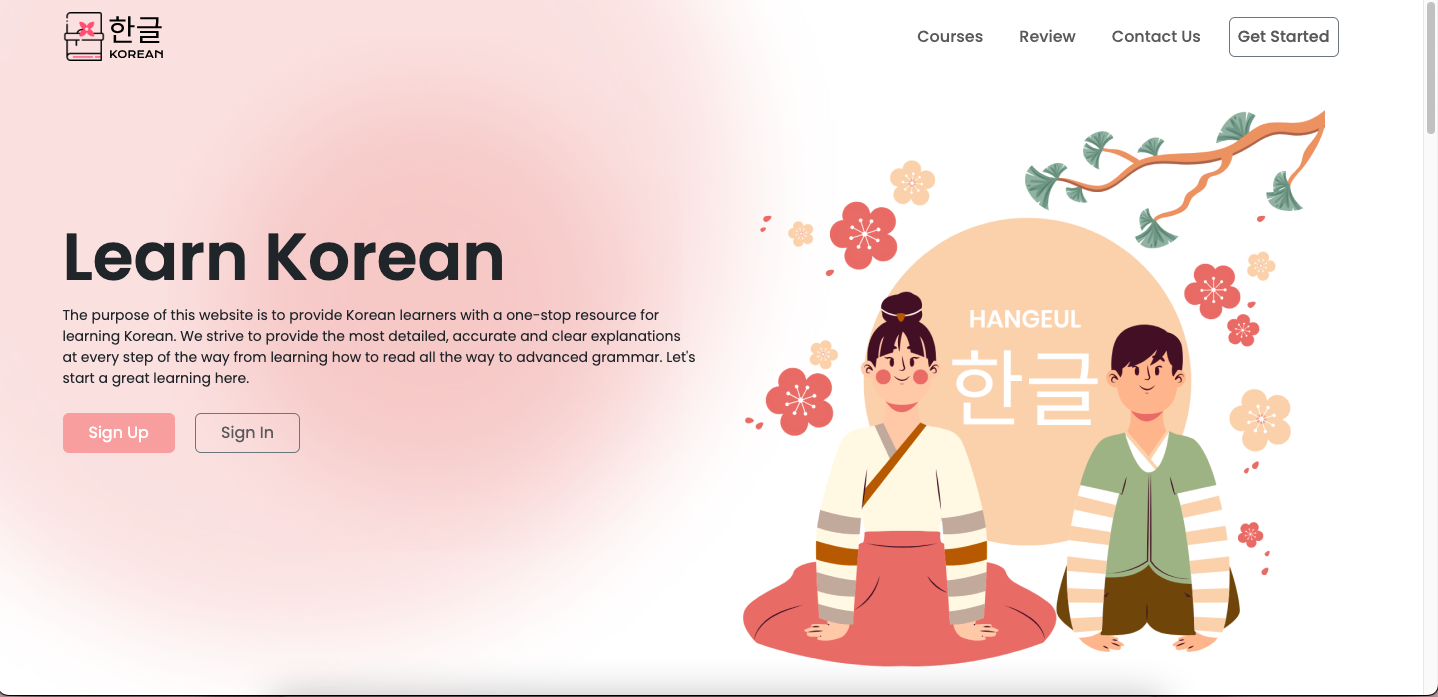 한글
KOREAN
Courses
Review
Contact Us
Get Started
Learn Korean
The purpose of this website is to provide Korean learners with a one-stop resource for
learning Korean. We strive to provide the most detailed, accurate and clear explanations
at every step of the way from learning how to read all the way to advanced grammar. Let's
start a great learning here.
Sign Up
Sign In
HANGEUL
한글